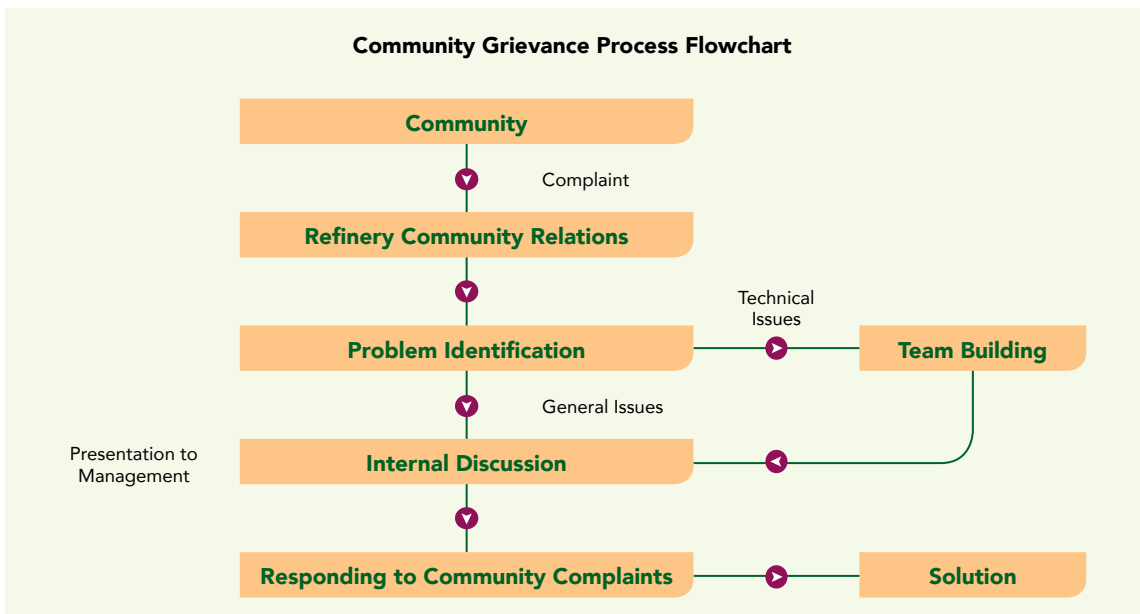 Community Grievance Process Flowchart
Community
Complaint
Refinery Community Relations
Technical
Issues
Problem Identification
Team Building
General Issues
Presentation to
Management
Internal Discussion
Responding to Community Complaints
Solution